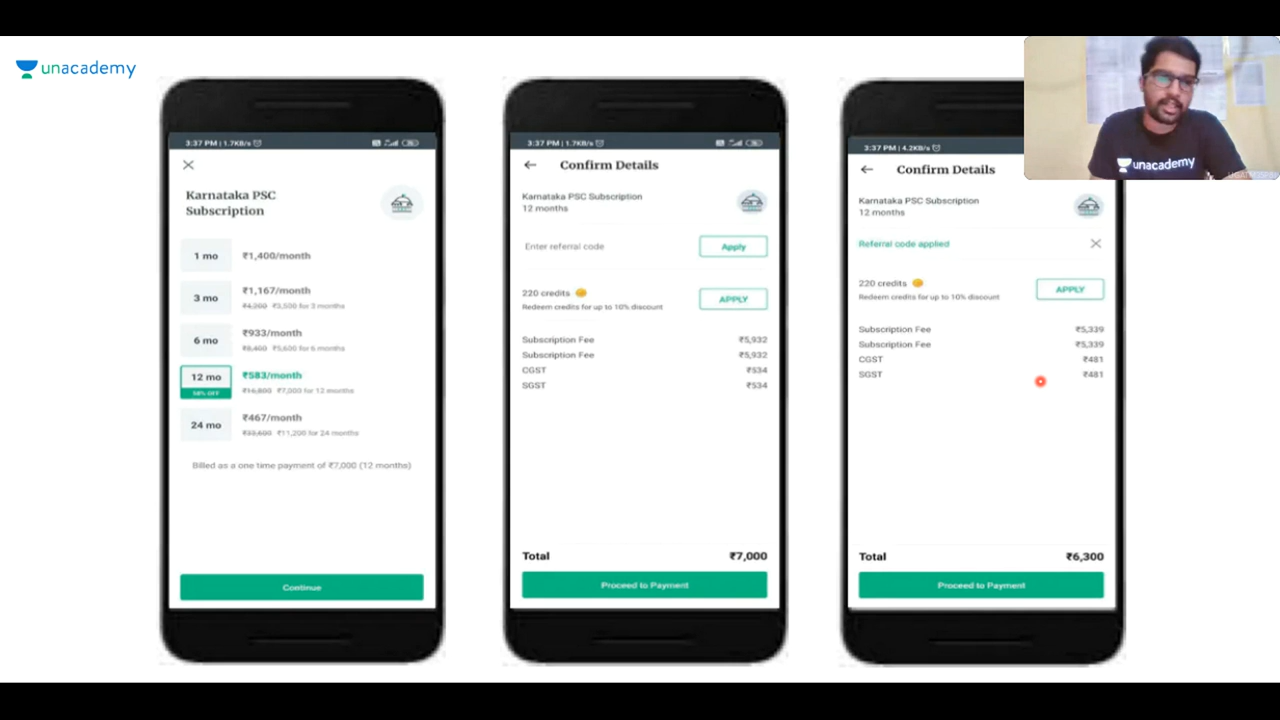 unacademy
3:37 PM | 1.7KB/s
Karnataka PSC
Subscription
1 mo ₹1,400/month
3 mo ₹1,167/month
₹4,200 ₹3,500 for 3 months
6 mo ₹933/month
₹8,400 ₹5,600 for 6 months
12 mo ₹583/month
58% OFF ₹16,800 ₹7,000 for 12 months
24 mo ₹467/month
₹33,600 ₹11,200 for 24 months
Billed as a one time payment of ₹7,000 (12 months)
Continue
3:37 PM | 1.7KB/s
Confirm Details
Karnataka PSC Subscription
12 months
Enter referral code Apply
220 credits APPLY
Redeem credits for up to 10% discount
Subscription Fee ₹5,932
Subscription Fee ₹5,932
CGST ₹534
SGST ₹534
Total ₹7,000
Proceed to Payment
3:37 PM | 4.2KB/s
Confirm Details
Karnataka PSC Subscription
12 months
Referral code applied
220 credits APPLY
Redeem credits for up to 10% discount
Subscription Fee ₹5,339
Subscription Fee ₹5,339
CGST ₹481
SGST ₹481
Total ₹6,300
Proceed to Payment
unacademy